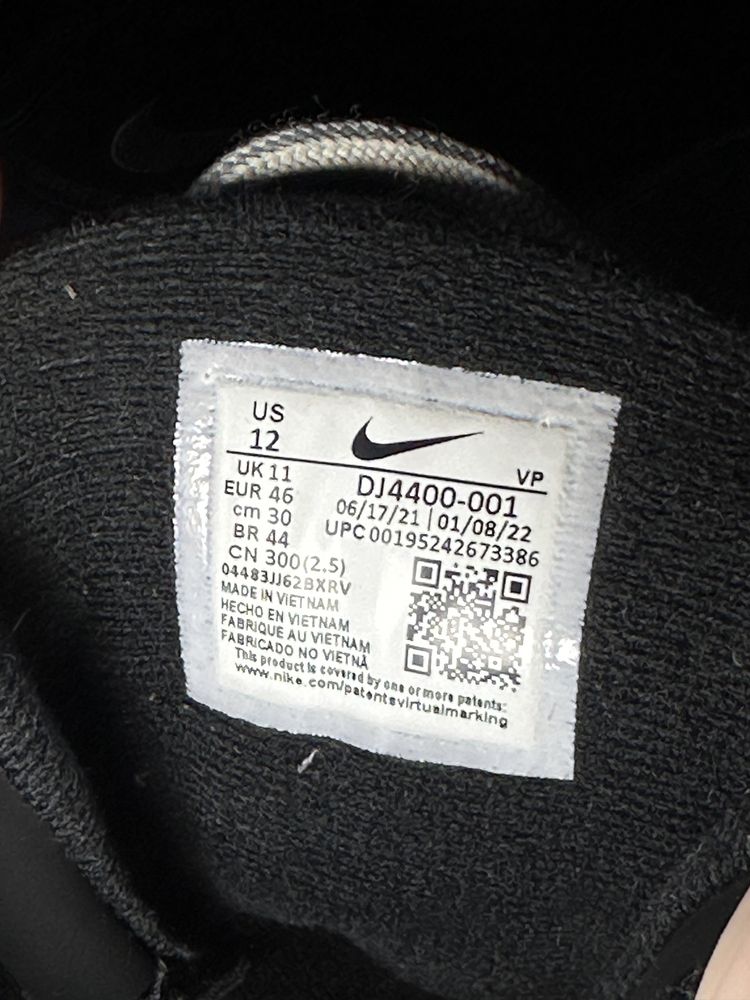 US
12
VP
UK 11
EUR 46
cm 30
BR 44
CN 300(2.5)
DJ4400-001
06/17/21 | 01/08/22
UPC 00195242673386
04483JJ62BXRV
MADE IN VIETNAM
HECHO EN VIETNAM
FABRIQUE AU VIETNAM
FABRICADO NO VIETNÃ
This product is covered by one or more patents:
www.nike.com/patentsvirtualmarking